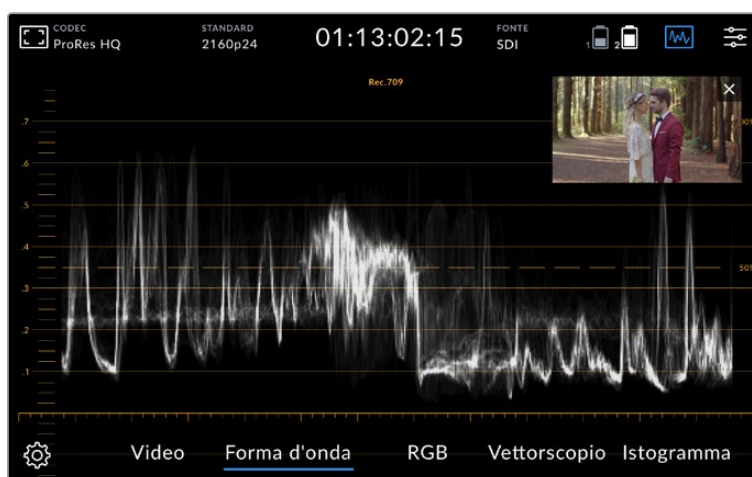 CODEC
ProRes HQ
STANDARD
2160p24
01:13:02:15
FONTE
SDI
1
2
Rec.709
.7
.6
.5
.4
.3
.2
.1
50%
Video
Forma d'onda
RGB
Vettorscopio
Istogramma